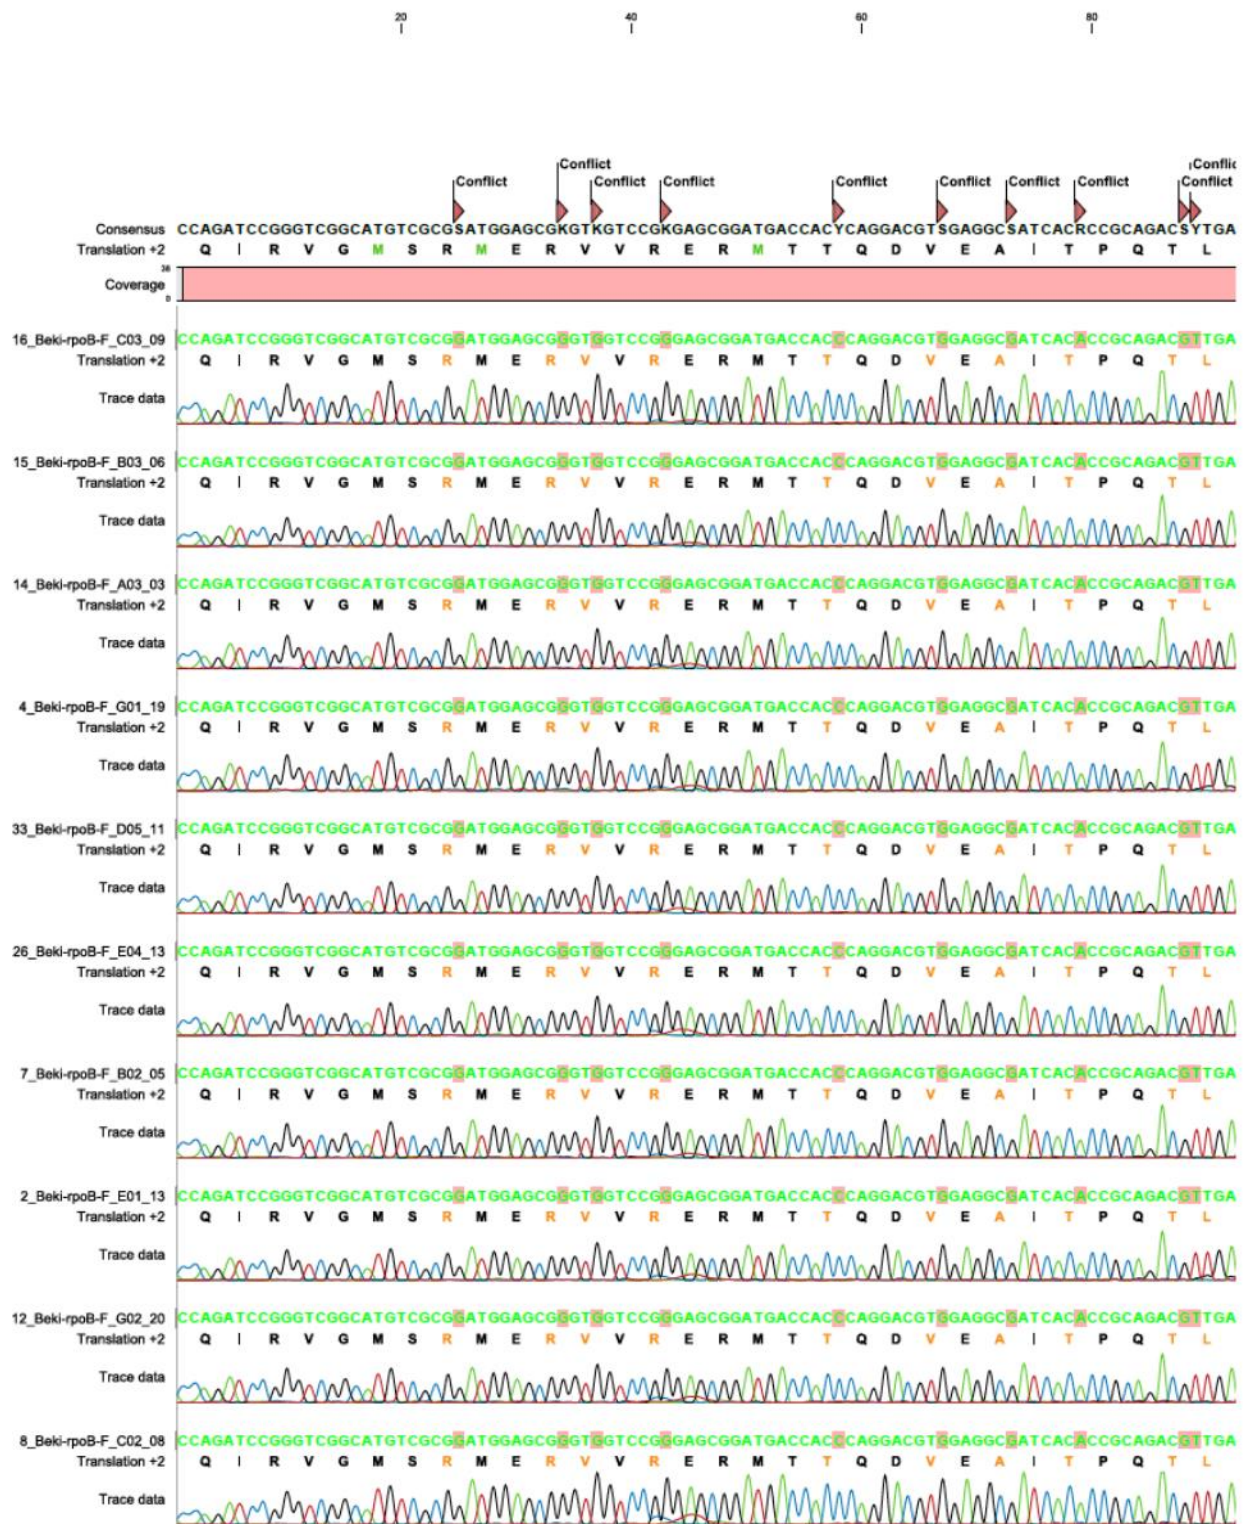 20 40 60 80
Conflic
Conflict
Conflict Conflict Conflict Conflict Conflict Conflict Conflict Conflict
Consensus CCAGATCCGGGTCGGCATGTCGCGSATGGAGCGKGTKGTCCGKGAGCGGATGACCACYCAGGACGTSGAGGCSATCACRCCGCAGACSYTGA
Translation +2 Q I R V G M S R M E R V V R E R M T T Q D V E A I T P Q T L
38
Coverage
0
16_Beki-rpoB-F_C03_09 CCAGATCCGGGTCGGCATGTCGCGGATGGAGCGGGTGGTCCGGGAGCGGATGACCACCCAGGACGTGGAGGCGATCACACCGCAGACGTTGA
Translation +2 Q I R V G M S R M E R V V R E R M T T Q D V E A I T P Q T L
Trace data
15_Beki-rpoB-F_B03_06 CCAGATCCGGGTCGGCATGTCGCGGATGGAGCGGGTGGTCCGGGAGCGGATGACCACCCAGGACGTGGAGGCGATCACACCGCAGACGTTGA
Translation +2 Q I R V G M S R M E R V V R E R M T T Q D V E A I T P Q T L
Trace data
14_Beki-rpoB-F_A03_03 CCAGATCCGGGTCGGCATGTCGCGGATGGAGCGGGTGGTCCGGGAGCGGATGACCACCCAGGACGTGGAGGCGATCACACCGCAGACGTTGA
Translation +2 Q I R V G M S R M E R V V R E R M T T Q D V E A I T P Q T L
Trace data
4_Beki-rpoB-F_G01_19 CCAGATCCGGGTCGGCATGTCGCGGATGGAGCGGGTGGTCCGGGAGCGGATGACCACCCAGGACGTGGAGGCGATCACACCGCAGACGTTGA
Translation +2 Q I R V G M S R M E R V V R E R M T T Q D V E A I T P Q T L
Trace data
33_Beki-rpoB-F_D05_11 CCAGATCCGGGTCGGCATGTCGCGGATGGAGCGGGTGGTCCGGGAGCGGATGACCACCCAGGACGTGGAGGCGATCACACCGCAGACGTTGA
Translation +2 Q I R V G M S R M E R V V R E R M T T Q D V E A I T P Q T L
Trace data
26_Beki-rpoB-F_E04_13 CCAGATCCGGGTCGGCATGTCGCGGATGGAGCGGGTGGTCCGGGAGCGGATGACCACCCAGGACGTGGAGGCGATCACACCGCAGACGTTGA
Translation +2 Q I R V G M S R M E R V V R E R M T T Q D V E A I T P Q T L
Trace data
7_Beki-rpoB-F_B02_05 CCAGATCCGGGTCGGCATGTCGCGGATGGAGCGGGTGGTCCGGGAGCGGATGACCACCCAGGACGTGGAGGCGATCACACCGCAGACGTTGA
Translation +2 Q I R V G M S R M E R V V R E R M T T Q D V E A I T P Q T L
Trace data
2_Beki-rpoB-F_E01_13 CCAGATCCGGGTCGGCATGTCGCGGATGGAGCGGGTGGTCCGGGAGCGGATGACCACCCAGGACGTGGAGGCGATCACACCGCAGACGTTGA
Translation +2 Q I R V G M S R M E R V V R E R M T T Q D V E A I T P Q T L
Trace data
12_Beki-rpoB-F_G02_20 CCAGATCCGGGTCGGCATGTCGCGGATGGAGCGGGTGGTCCGGGAGCGGATGACCACCCAGGACGTGGAGGCGATCACACCGCAGACGTTGA
Translation +2 Q I R V G M S R M E R V V R E R M T T Q D V E A I T P Q T L
Trace data
8_Beki-rpoB-F_C02_08 CCAGATCCGGGTCGGCATGTCGCGGATGGAGCGGGTGGTCCGGGAGCGGATGACCACCCAGGACGTGGAGGCGATCACACCGCAGACGTTGA
Translation +2 Q I R V G M S R M E R V V R E R M T T Q D V E A I T P Q T L
Trace data